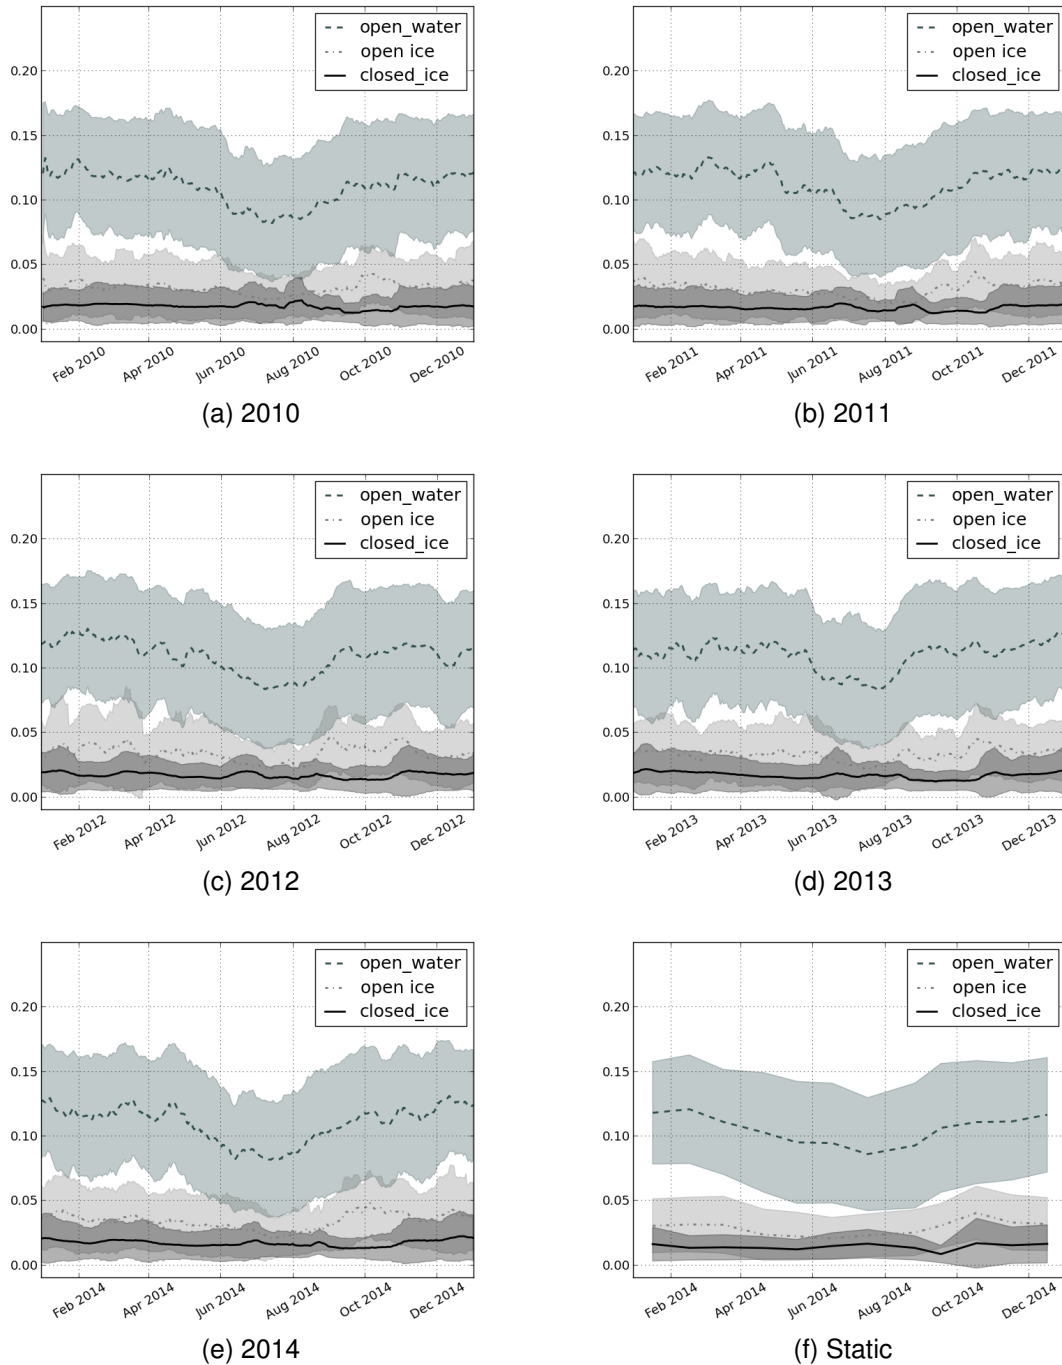 open_water
open ice
closed_ice
0.20
0.15
0.10
0.05
0.00
Feb 2010
Apr 2010
Jun 2010
Aug 2010
Oct 2010
Dec 2010
(a) 2010
open_water
open ice
closed_ice
0.20
0.15
0.10
0.05
0.00
Feb 2011
Apr 2011
Jun 2011
Aug 2011
Oct 2011
Dec 2011
(b) 2011
open_water
open ice
closed_ice
0.20
0.15
0.10
0.05
0.00
Feb 2012
Apr 2012
Jun 2012
Aug 2012
Oct 2012
Dec 2012
(c) 2012
open_water
open ice
closed_ice
0.20
0.15
0.10
0.05
0.00
Feb 2013
Apr 2013
Jun 2013
Aug 2013
Oct 2013
Dec 2013
(d) 2013
open_water
open ice
closed_ice
0.20
0.15
0.10
0.05
0.00
Feb 2014
Apr 2014
Jun 2014
Aug 2014
Oct 2014
Dec 2014
(e) 2014
open_water
open ice
closed_ice
0.20
0.15
0.10
0.05
0.00
Feb 2014
Apr 2014
Jun 2014
Aug 2014
Oct 2014
Dec 2014
(f) Static